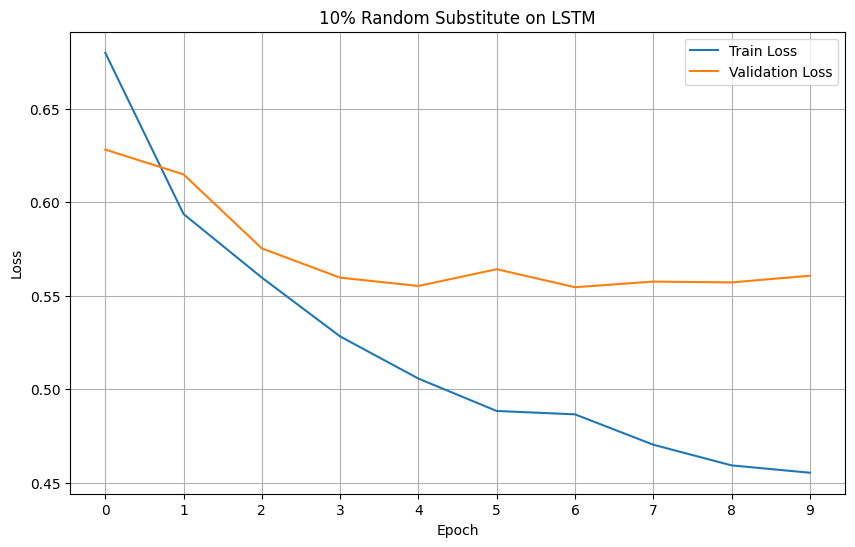 10% Random Substitute on LSTM
Train Loss
Validation Loss
Loss
0.65
0.60
0.55
0.50
0.45
0 1 2 3 4 5 6 7 8 9
Epoch